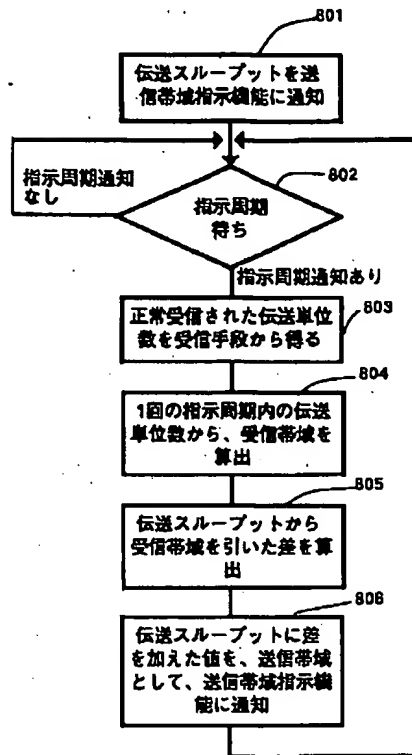 801
伝送スループットを送
信帯域指示機能に通知
802
指示周期通知
なし
指示周期
待ち
指示周期通知あり
803
正常受信された伝送単位
数を受信手段から得る
804
1回の指示周期内の伝送
単位数から、受信帯域を
算出
805
伝送スループットから
受信帯域を引いた差を算
出
806
伝送スループットに差
を加えた値を、送信帯域
として、送信帯域指示機
能に通知